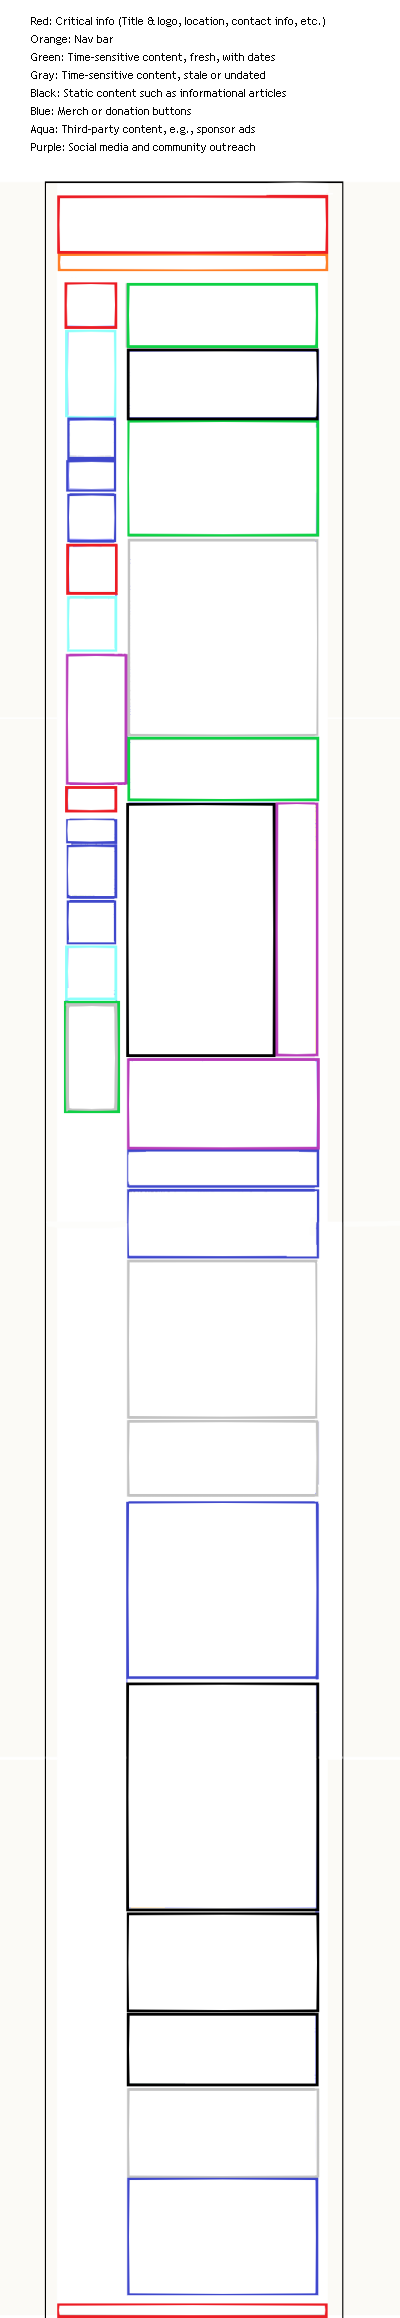 Red: Critical info (Title & logo, location, contact info, etc.)
Orange: Nav bar
Green: Time-sensitive content, fresh, with dates
Gray: Time-sensitive content, stale or undated
Black: Static content such as informational articles
Blue: Merch or donation buttons
Aqua: Third-party content, e.g., sponsor ads
Purple: Social media and community outreach